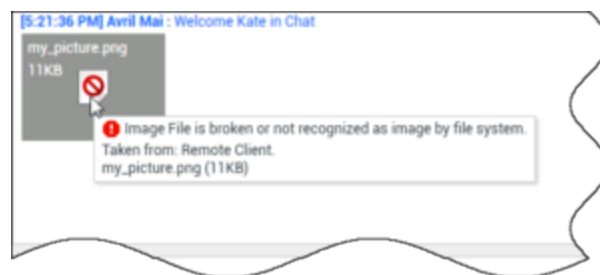 [5:21:36 PM] Avril Mai : Welcome Kate in Chat
my_picture.png
11KB
Image File is broken or not recognized as image by file system.
Taken from: Remote Client.
my_picture.png (11KB)